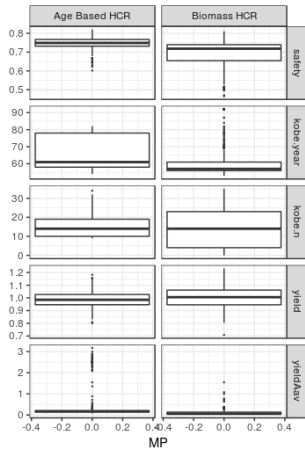 Age Based HCR Biomass HCR
0.8
0.7
0.6
0.5
safety
90
80
70
60
kobe.year
30
20
10
0
kobe.n
1.2
1.1
1.0
0.9
0.8
0.7
yield
3
2
1
0
yieldAav
-0.4 -0.2 0.0 0.2 0.4 -0.4 -0.2 0.0 0.2 0.4
MP